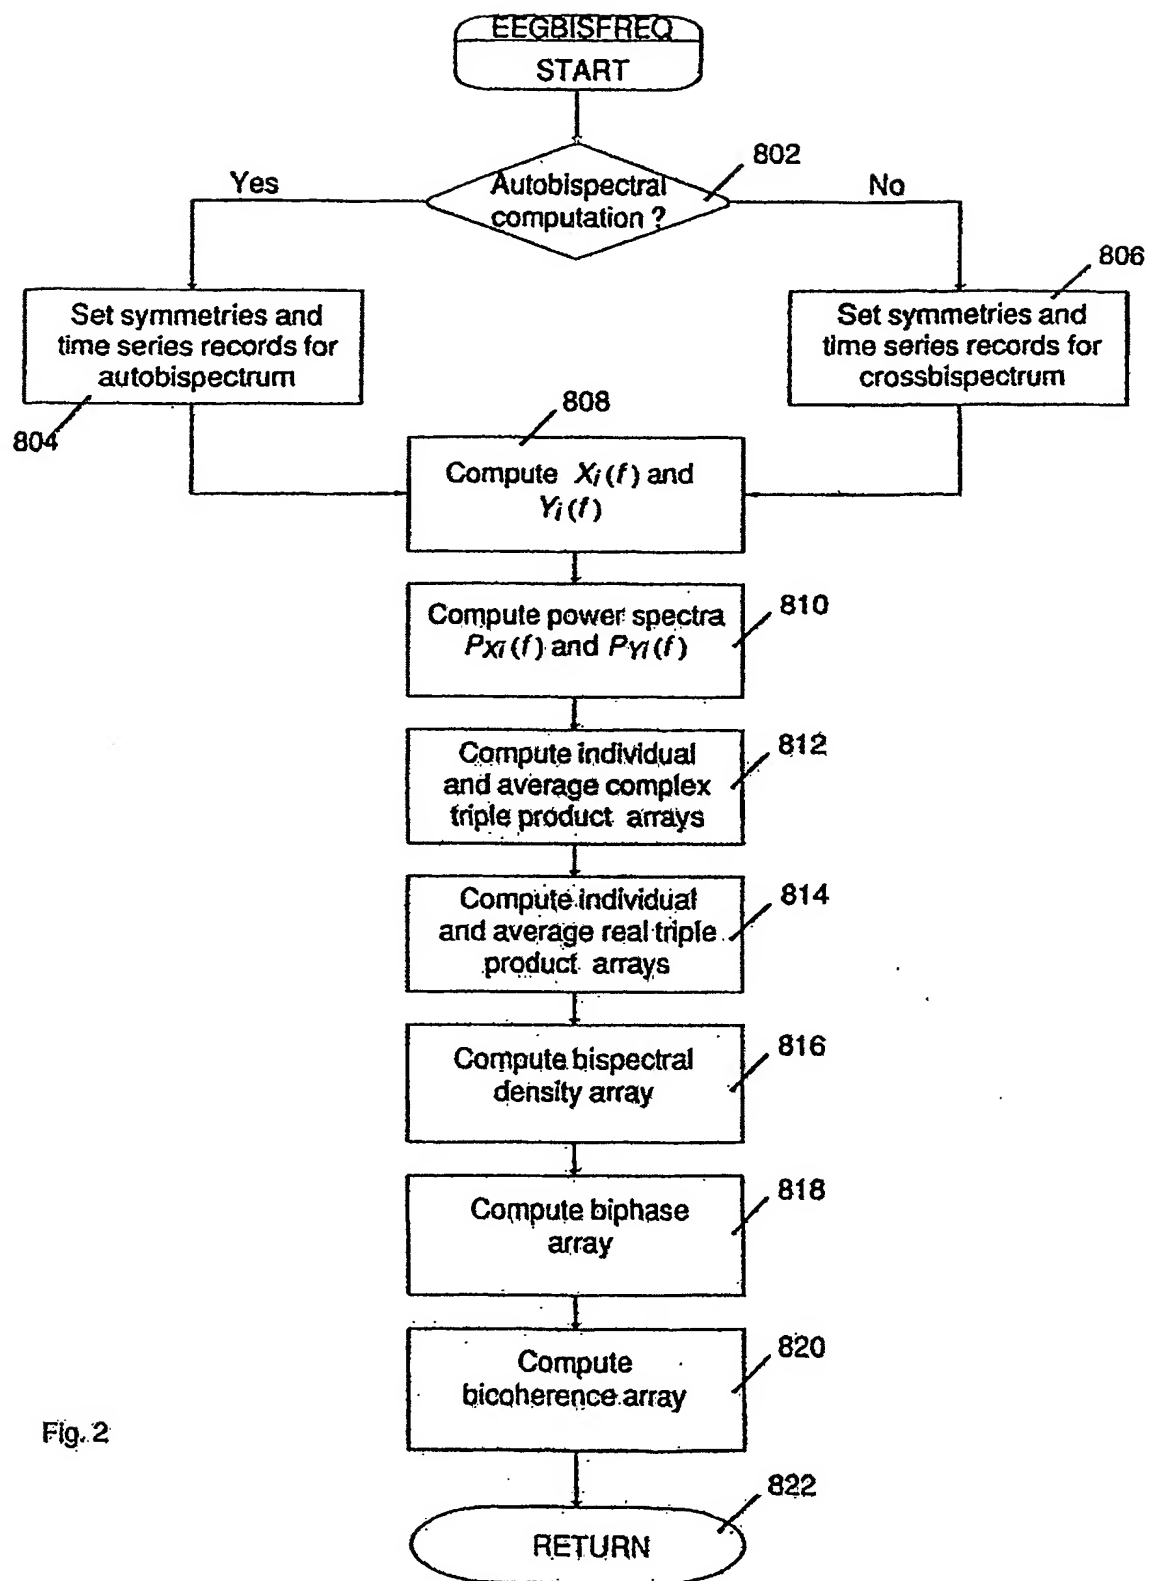 EEGBISFREQ
START
802
Autobispectral
computation ?
Yes
No
806
Set symmetries and
time series records for
autobispectrum
804
Set symmetries and
time series records for
crossbispectrum
808
Compute Xi(f) and
Yi(f)
810
Compute power spectra
PXi(f) and PYi(f)
812
Compute individual
and average complex
triple product arrays
814
Compute individual
and average real triple
product arrays
816
Compute bispectral
density array
818
Compute biphase
array
820
Compute
bicoherence array
Fig. 2
822
RETURN